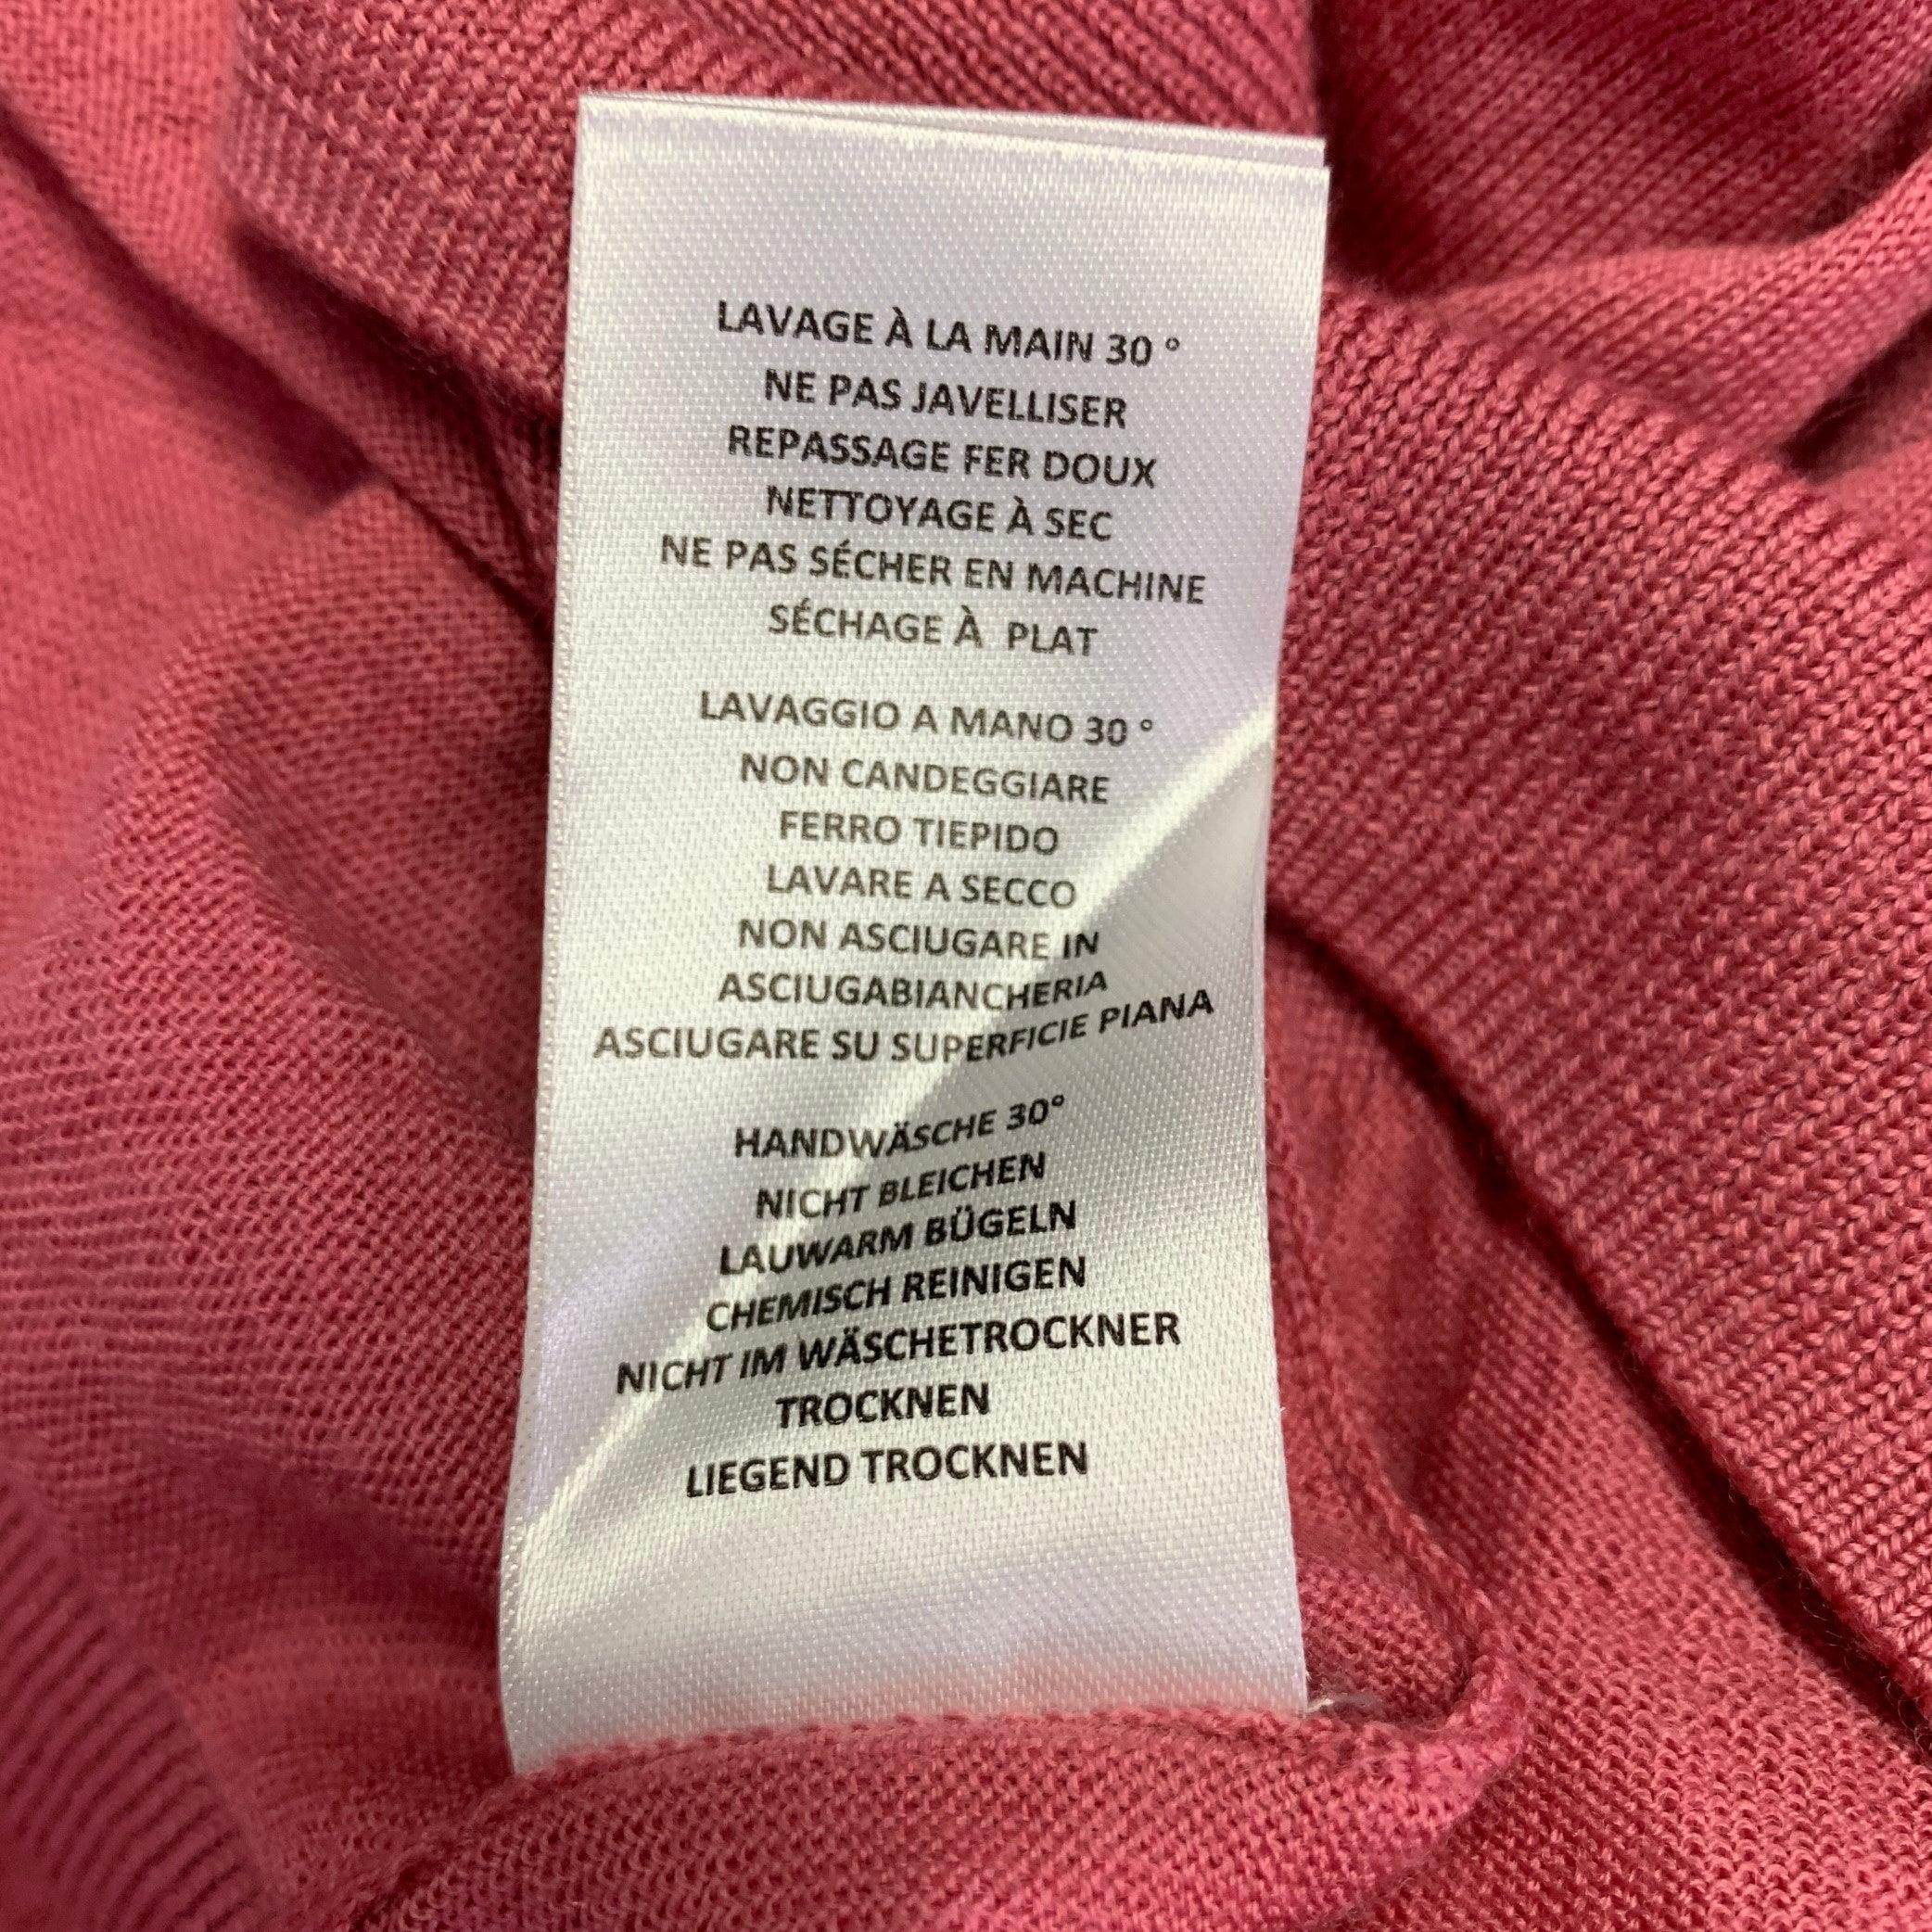 LAVAGE À LA MAIN 30 °
NE PAS JAVELLISER
REPASSAGE FER DOUX
NETTOYAGE À SEC
NE PAS SÉCHER EN MACHINE
SÉCHAGE À PLAT
LAVAGGIO A MANO 30 °
NON CANDEGGIARE
FERRO TIEPIDO
LAVARE A SECCO
NON ASCIUGARE IN
ASCIUGABIANCHERIA
ASCIUGARE SU SUPERFICIE PIANA
HANDWÄSCHE 30°
NICHT BLEICHEN
LAUWARM BÜGELN
CHEMISCH REINIGEN
NICHT IM WÄSCHETROCKNER
TROCKNEN
LIEGEND TROCKNEN